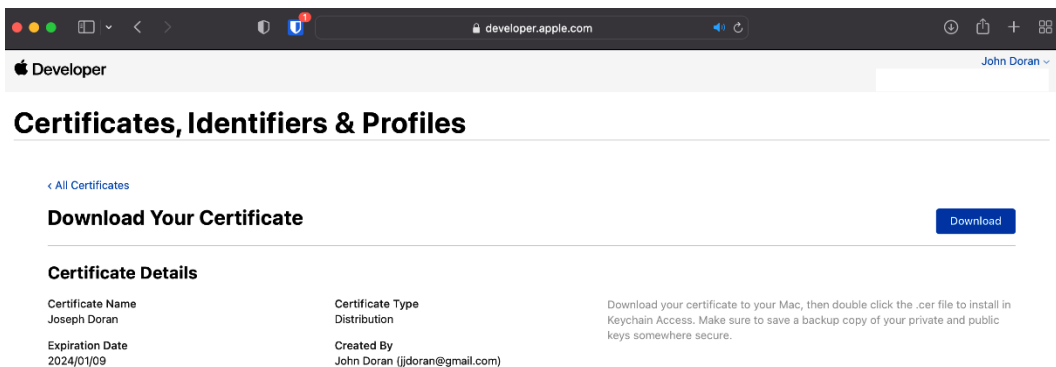 1
developer.apple.com
Developer
John Doran
Certificates, Identifiers & Profiles
< All Certificates
Download Your Certificate
Download
Certificate Details
Certificate Name
Joseph Doran
Certificate Type
Distribution
Download your certificate to your Mac, then double click the .cer file to install in
Keychain Access. Make sure to save a backup copy of your private and public
keys somewhere secure.
Expiration Date
2024/01/09
Created By
John Doran (jjdoran@gmail.com)